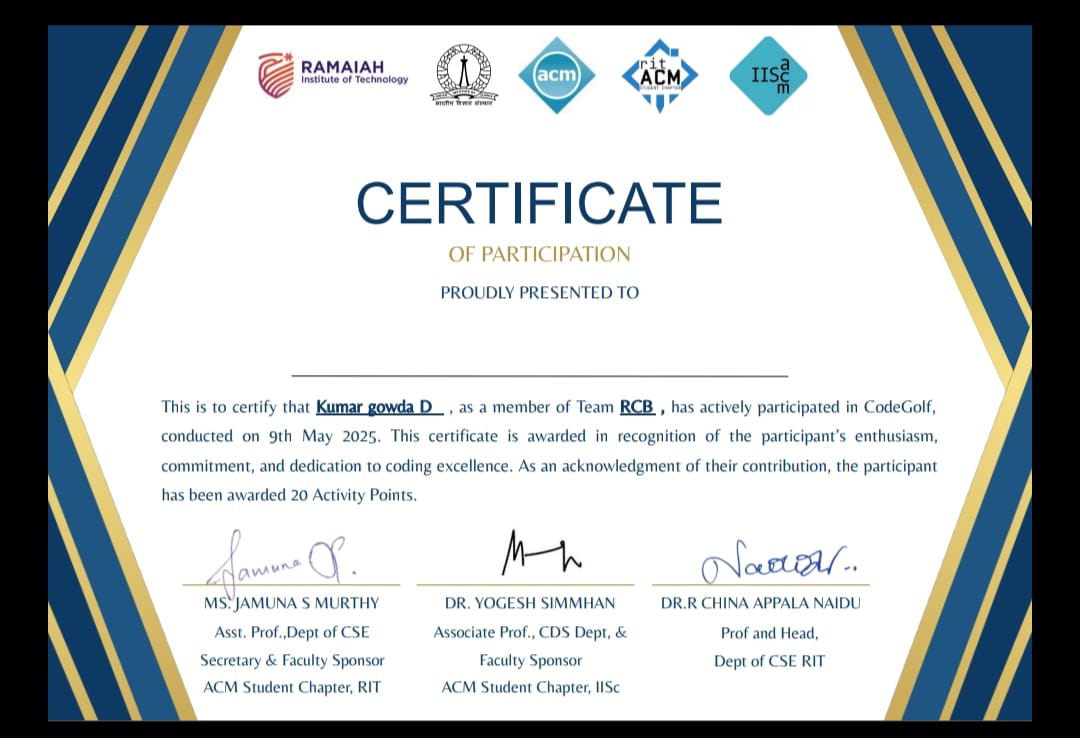 RAMAIAH
Institute of Technology
भारतीय विज्ञान संस्थान
acm
rit
ACM
STUDENT CHAPTER
IISc
acm
CERTIFICATE
OF PARTICIPATION
PROUDLY PRESENTED TO
This is to certify that Kumar gowda D , as a member of Team RCB , has actively participated in CodeGolf,
conducted on 9th May 2025. This certificate is awarded in recognition of the participant's enthusiasm,
commitment, and dedication to coding excellence. As an acknowledgment of their contribution, the participant
has been awarded 20 Activity Points.
Jamuna S.
MS. JAMUNA S MURTHY
Asst. Prof.,Dept of CSE
Secretary & Faculty Sponsor
ACM Student Chapter, RIT
DR. YOGESH SIMMHAN
Associate Prof., CDS Dept, &
Faculty Sponsor
ACM Student Chapter, IISc
DR.R CHINA APPALA NAIDU
Prof and Head,
Dept of CSE RIT